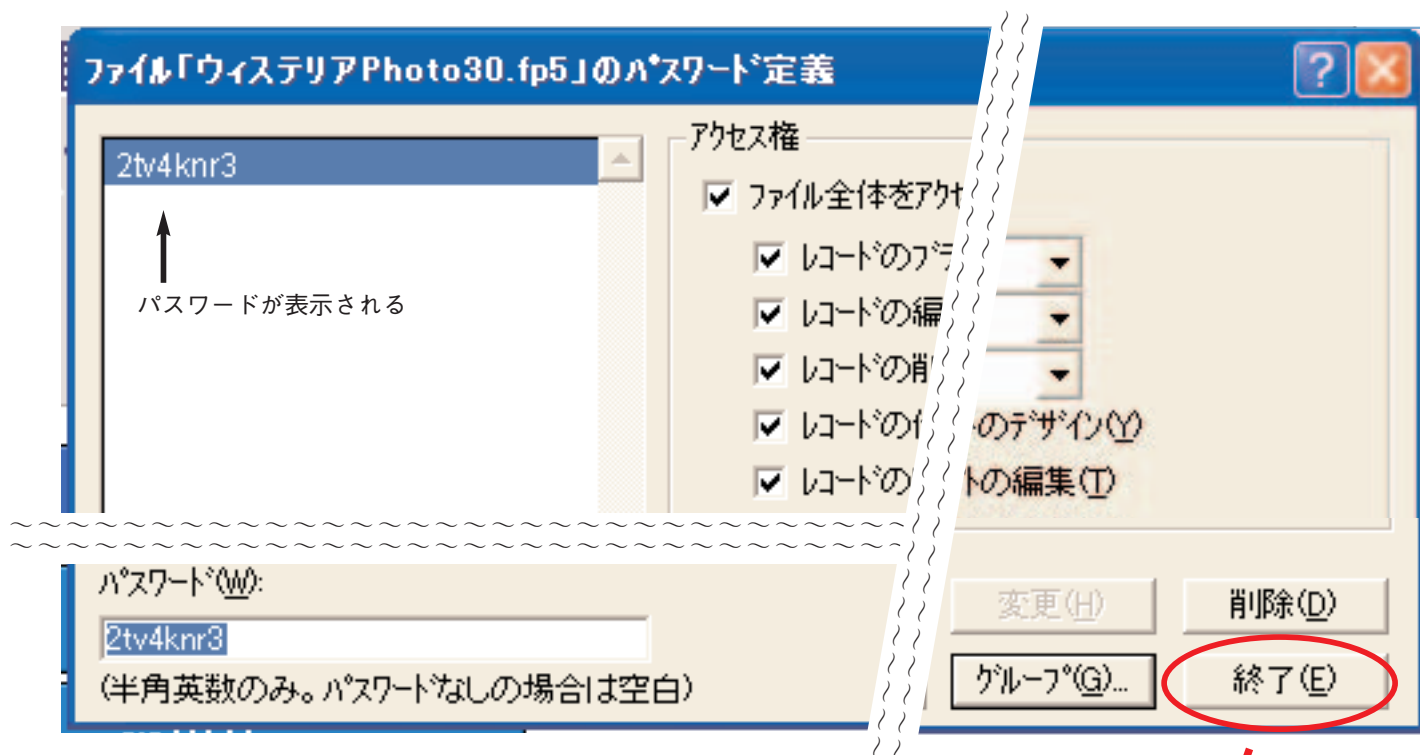 ファイル「ウィステリアPhoto30.fp5」のパスワード定義
2tv4knr3
パスワードが表示される
アクセス権
ファイル全体をアクセ
レコードのブラ
レコードの編
レコードの削
レコードの のデザイン(Y)
レコードの トの編集(T)
パスワード(W):
2tv4knr3
(半角英数のみ。パスワードなしの場合は空白)
変更(H)
削除(D)
グループ(G)...
終了(E)